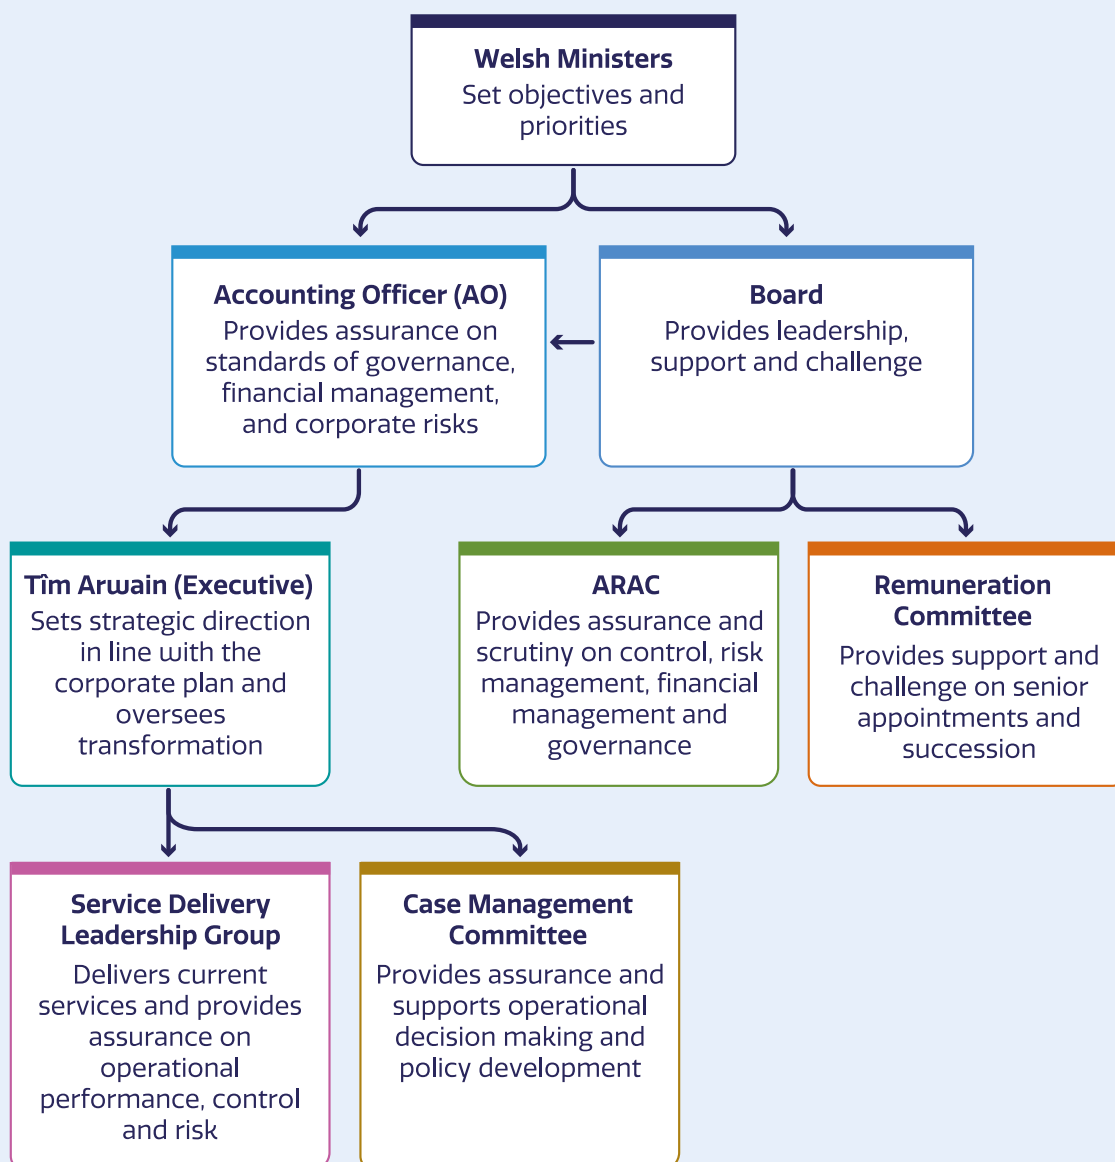 Welsh Ministers
Set objectives and
priorities
Accounting Officer (AO)
Provides assurance on
standards of governance,
financial management,
and corporate risks
Board
Provides leadership,
support and challenge
Tîm Arwain (Executive)
Sets strategic direction
in line with the
corporate plan and
oversees
transformation
ARAC
Provides assurance and
scrutiny on control, risk
management, financial
management and
governance
Remuneration
Committee
Provides support and
challenge on senior
appointments and
succession
Service Delivery
Leadership Group
Delivers current
services and provides
assurance on
operational
performance, control
and risk
Case Management
Committee
Provides assurance and
supports operational
decision making and
policy development